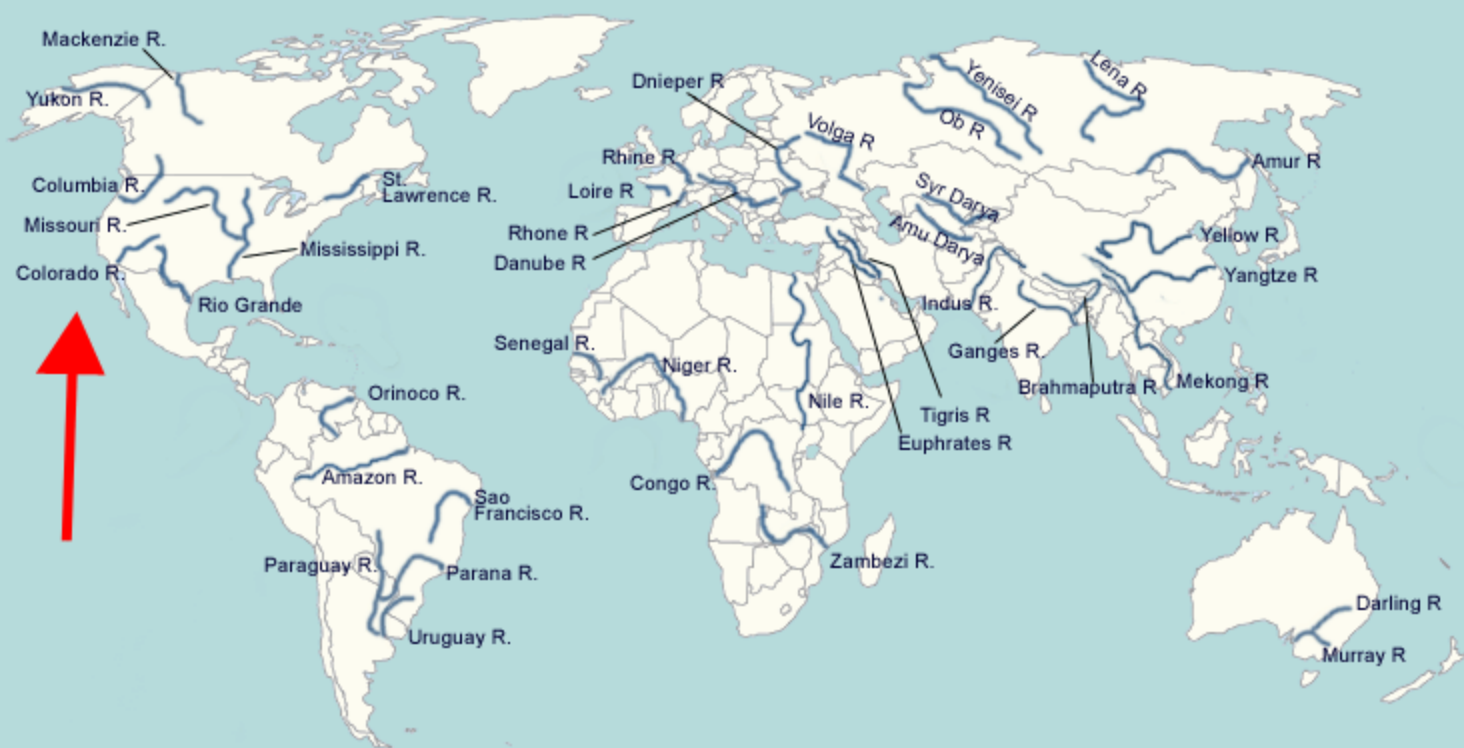 Mackenzie R.
Yukon R.
Columbia R.
Missouri R.
Colorado R.
St.
Lawrence R.
Mississippi R.
Rio Grande
Orinoco R.
Amazon R.
Sao
Francisco R.
Paraguay R.
Parana R.
Uruguay R.
Dnieper R
Volga R
Rhine R
Loire R
Rhone R
Danube R
Senegal R.
Niger R.
Nile R.
Congo R.
Zambezi R.
Yenisei R
Ob R
Lena R
Amur R
Syr Darya
Amu Darya
Yellow R
Yangtze R
Indus R.
Ganges R.
Brahmaputra R
Mekong R
Tigris R
Euphrates R
Darling R
Murray R